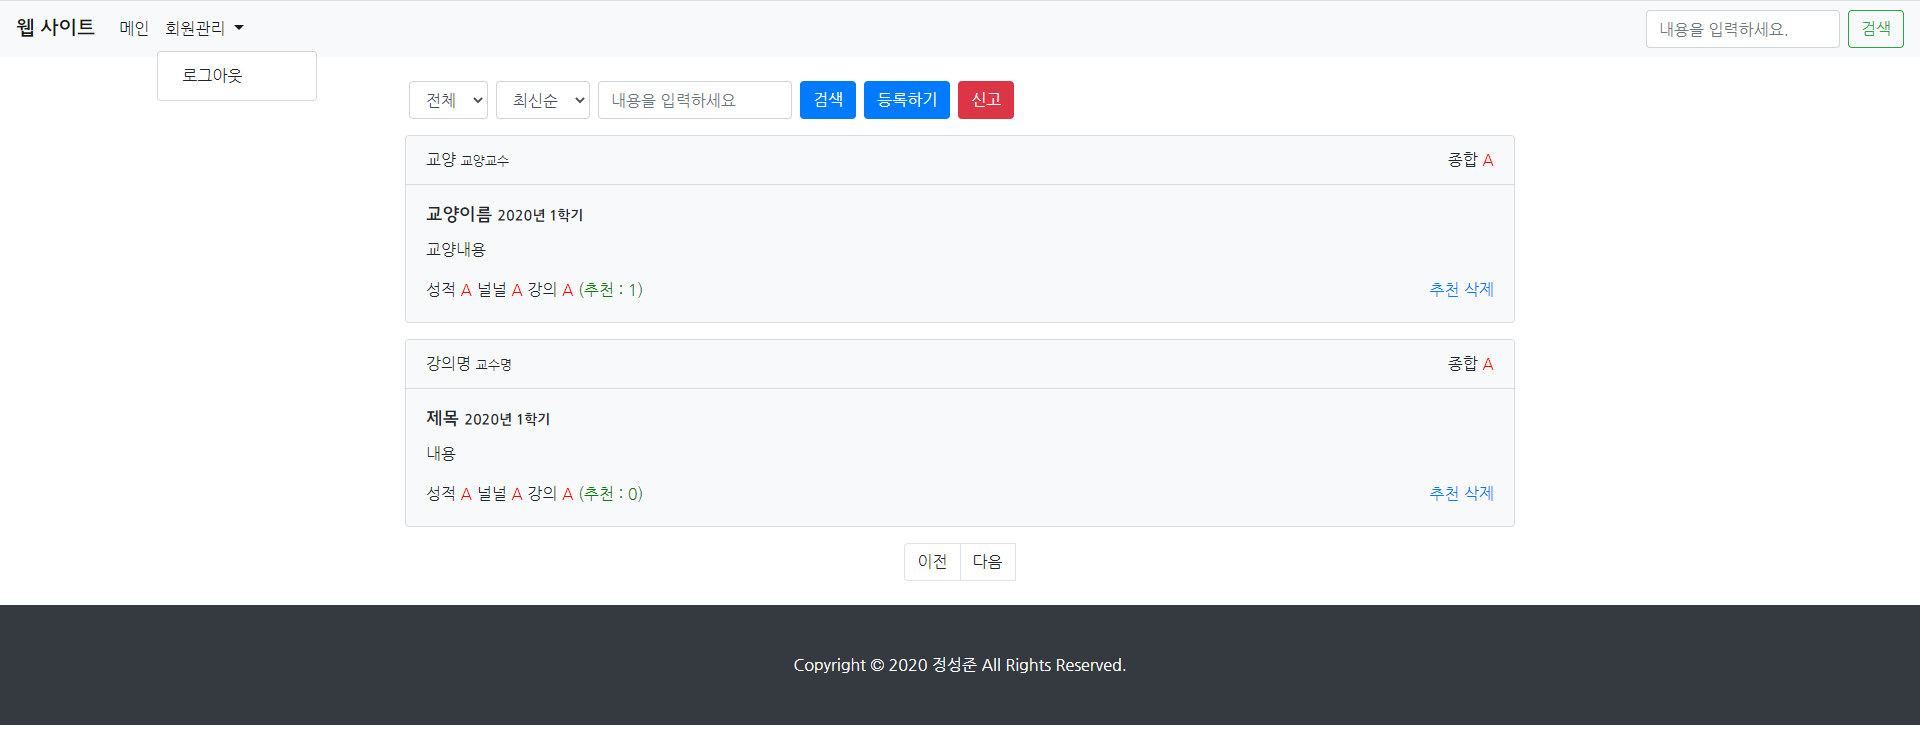 웹 사이트 메인 회원관리 내용을 입력하세요. 검색
로그아웃
전체 최신순 내용을 입력하세요 검색 등록하기 신고
교양 교양교수 종합 A
교양이름 2020년 1학기
교양내용
성적 A 널널 A 강의 A (추천 : 1) 추천 삭제
강의명 교수명 종합 A
제목 2020년 1학기
내용
성적 A 널널 A 강의 A (추천 : 0) 추천 삭제
이전 다음
Copyright © 2020 정성준 All Rights Reserved.